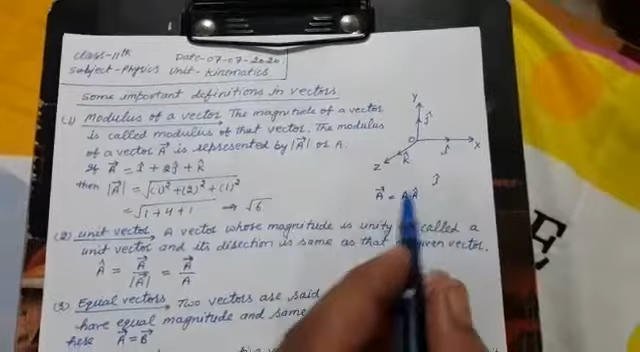 Class-11th Date-07-07-2020
Subject-Physics Unit-Kinematics
Some important definitions in vectors
(1) Modulus of a vector The magnitude of a vector
is called modulus of that vector. The modulus
of a vector A⃗ is represented by |A⃗| or A.
If A⃗ = î + 2ĵ + k̂
then |A⃗| = √(1)² + (2)² + (1)²
= √1+4+1 → √6
Y
ĵ
O
X
î
Z
k̂
ĵ
A⃗ = AÂ
(2) unit vector → A vector whose magnitude is unity called a
unit vector and its direction is same as that given vector.
Â = A⃗/|A⃗| = A⃗/A
(3) Equal vectors → Two vectors are said
have equal magnitude and same
here A⃗ = B⃗